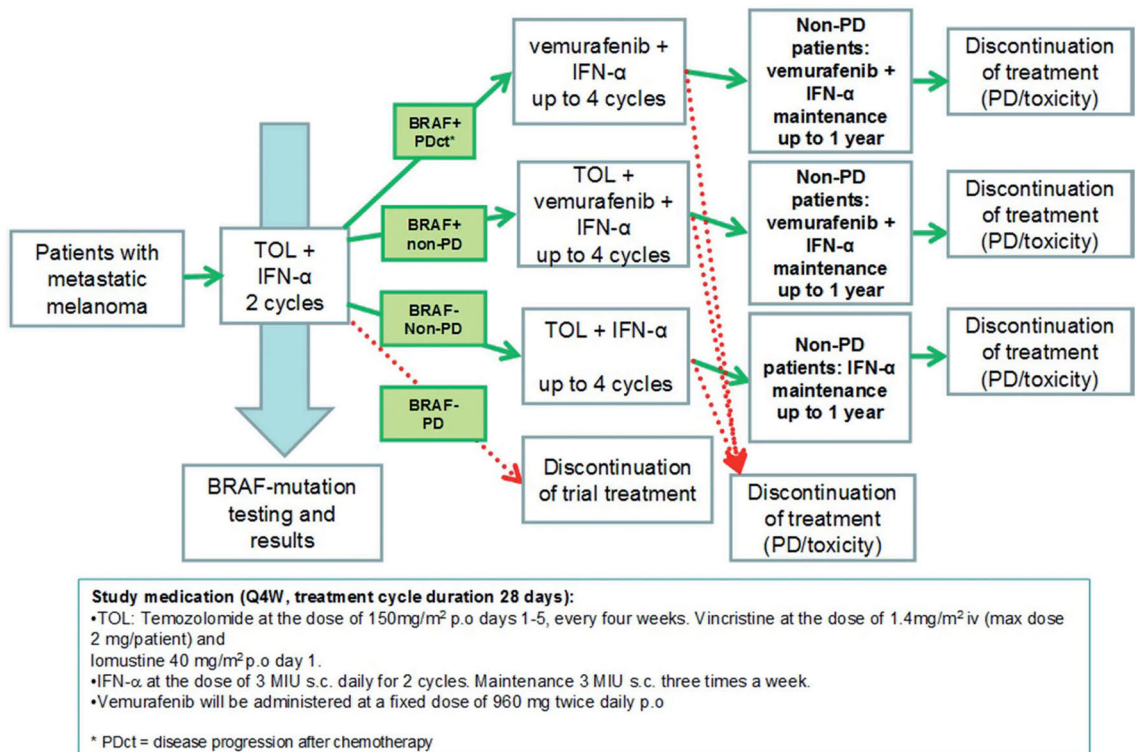 Patients with
metastatic
melanoma
TOL +
IFN-α
2 cycles
BRAF-mutation
testing and
results
BRAF+
PDct*
BRAF+
non-PD
BRAF-
Non-PD
BRAF-
PD
vemurafenib +
IFN-α
up to 4 cycles
TOL +
vemurafenib +
IFN-α
up to 4 cycles
TOL + IFN-α
up to 4 cycles
Discontinuation
of trial treatment
Non-PD
patients:
vemurafenib +
IFN-α
maintenance
up to 1 year
Non-PD
patients:
vemurafenib +
IFN-α
maintenance
up to 1 year
Non-PD
patients: IFN-α
maintenance
up to 1 year
Discontinuation
of treatment
(PD/toxicity)
Discontinuation
of treatment
(PD/toxicity)
Discontinuation
of treatment
(PD/toxicity)
Discontinuation
of treatment
(PD/toxicity)
Study medication (Q4W, treatment cycle duration 28 days):
•TOL: Temozolomide at the dose of 150mg/m² p.o days 1-5, every four weeks. Vincristine at the dose of 1.4mg/m² iv (max dose
2 mg/patient) and
lomustine 40 mg/m² p.o day 1.
•IFN-α at the dose of 3 MIU s.c. daily for 2 cycles. Maintenance 3 MIU s.c. three times a week.
•Vemurafenib will be administered at a fixed dose of 960 mg twice daily p.o
* PDct = disease progression after chemotherapy